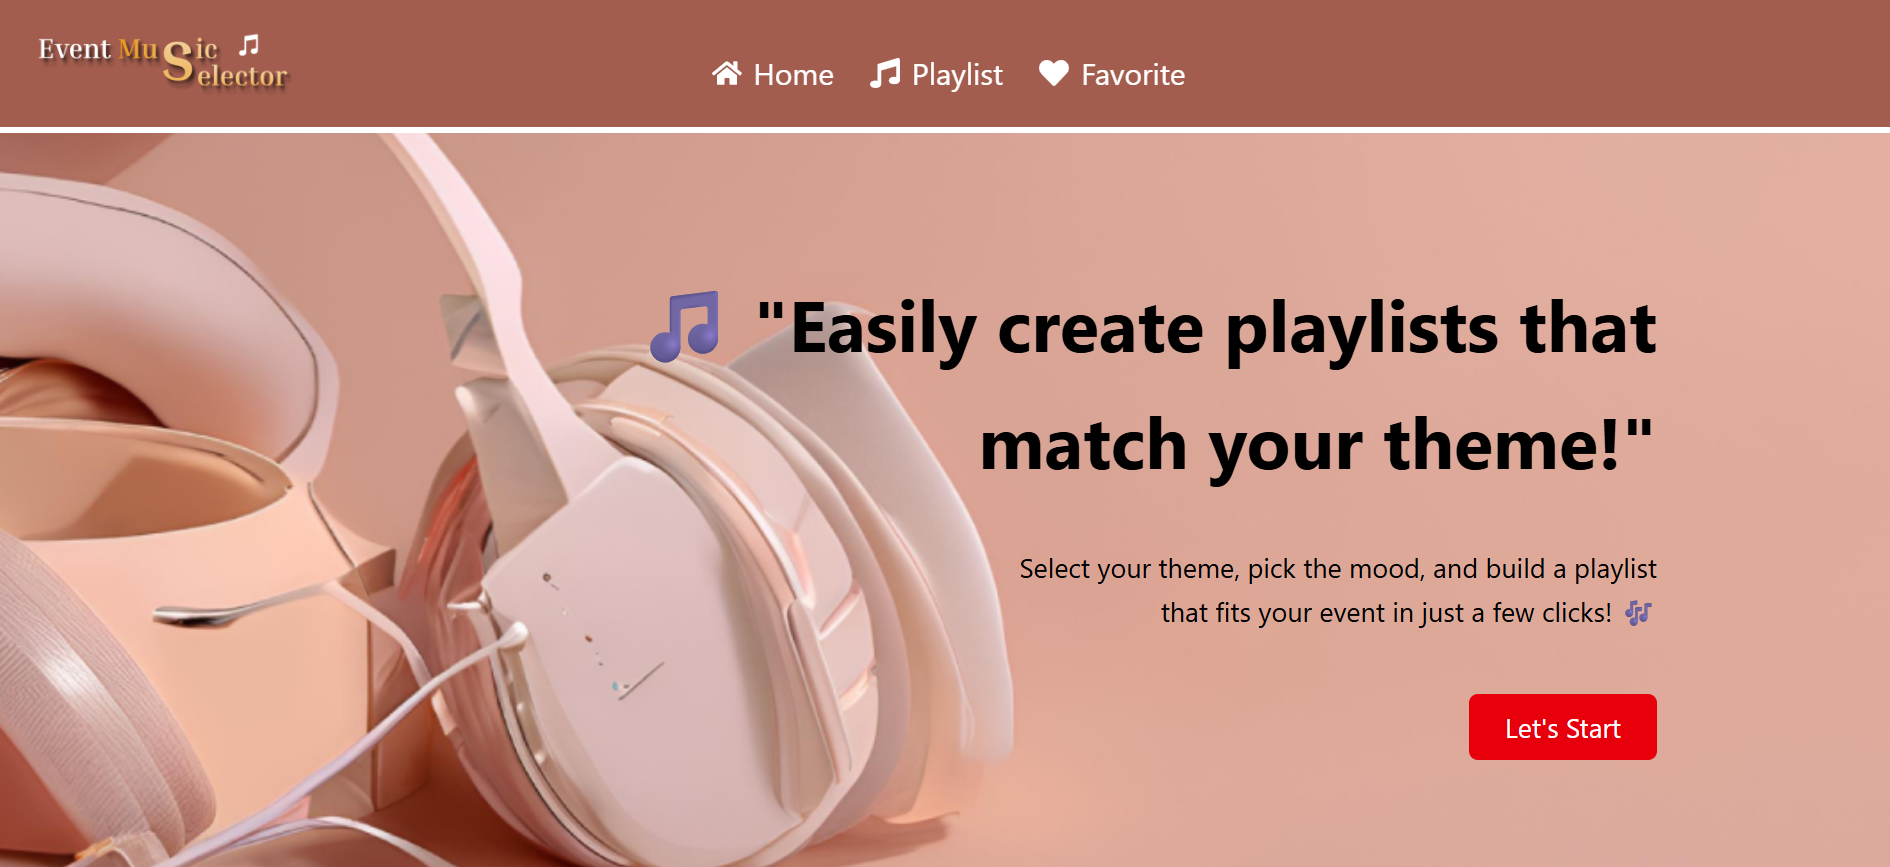 Event Music
Selector
Home Playlist Favorite
"Easily create playlists that
match your theme!"
Select your theme, pick the mood, and build a playlist
that fits your event in just a few clicks!
Let's Start